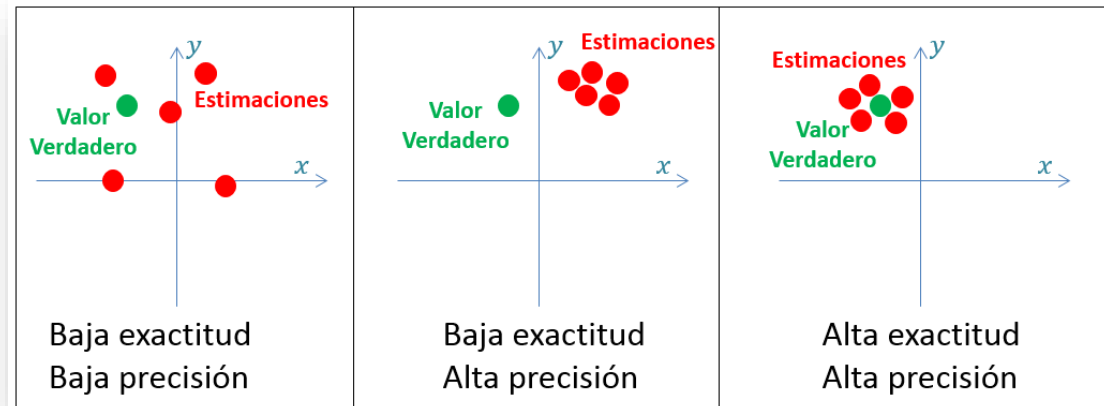 y
Estimaciones
Valor
Verdadero
x
Baja exactitud
Baja precisión
y
Estimaciones
Valor
Verdadero
x
Baja exactitud
Alta precisión
y
Estimaciones
Valor
Verdadero
x
Alta exactitud
Alta precisión